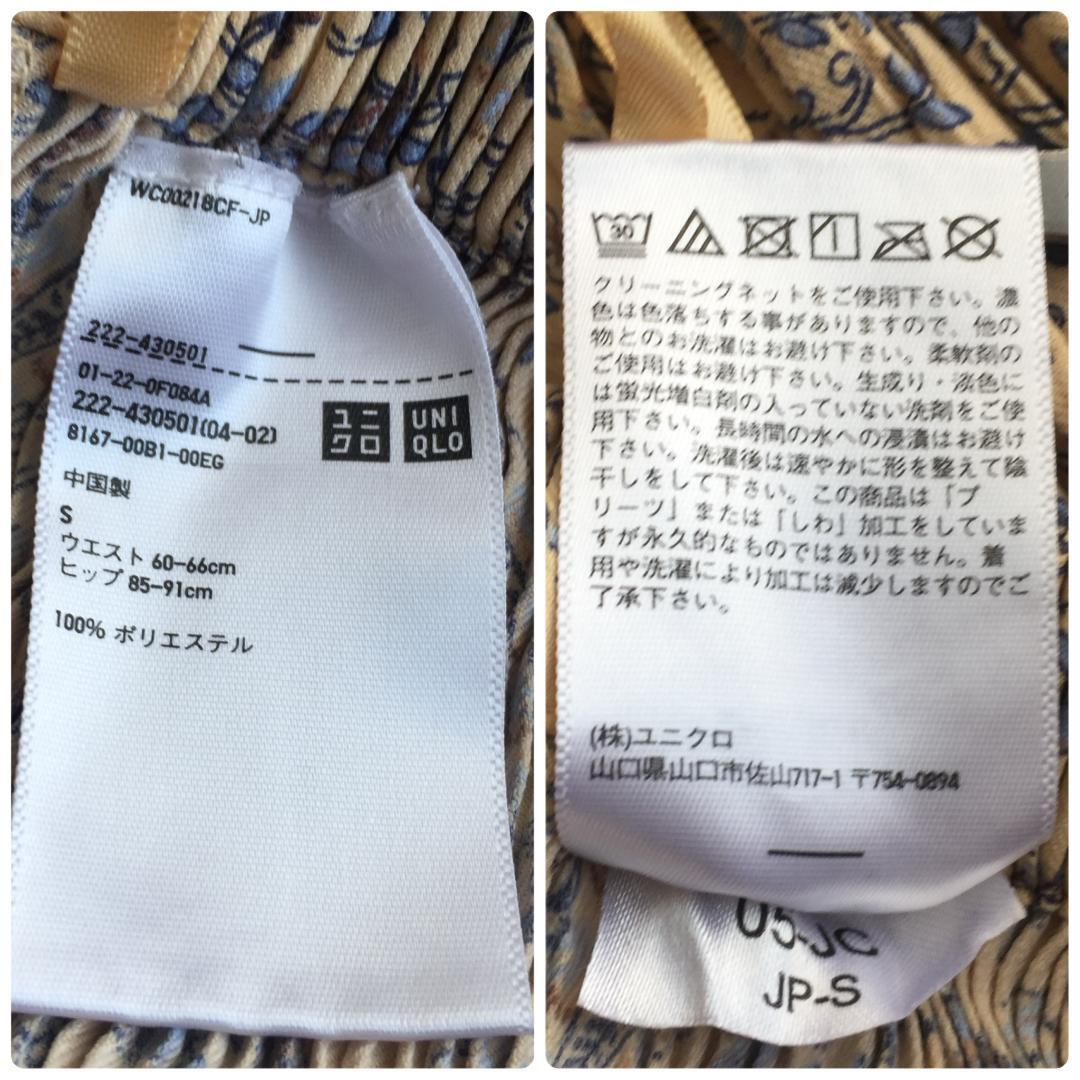 WC00218CF-JP
222-430501
01-22-0F084A
222-430501(04-02)
8167-00B1-00EG
ユニクロ
UNIQLO
中国製
S
ウエスト 60-66cm
ヒップ 85-91cm
100% ポリエステル
30
クリーニングネットをご使用下さい。濃
色は色落ちする事がありますので、他の
物とのお洗濯はお避け下さい。柔軟剤の
ご使用はお避け下さい。生成り・淡色に
は蛍光増白剤の入っていない洗剤をご使
用下さい。長時間の水への浸漬はお避け
下さい。洗濯後は速やかに形を整えて陰
干しをして下さい。この商品は「プ
リーツ」または「しわ」加工をしていま
すが永久的なものではありません。着
用や洗濯により加工は減少しますのでご
了承下さい。
(株)ユニクロ
山口県山口市佐山717-1 〒754-0894
05-JC
JP-S